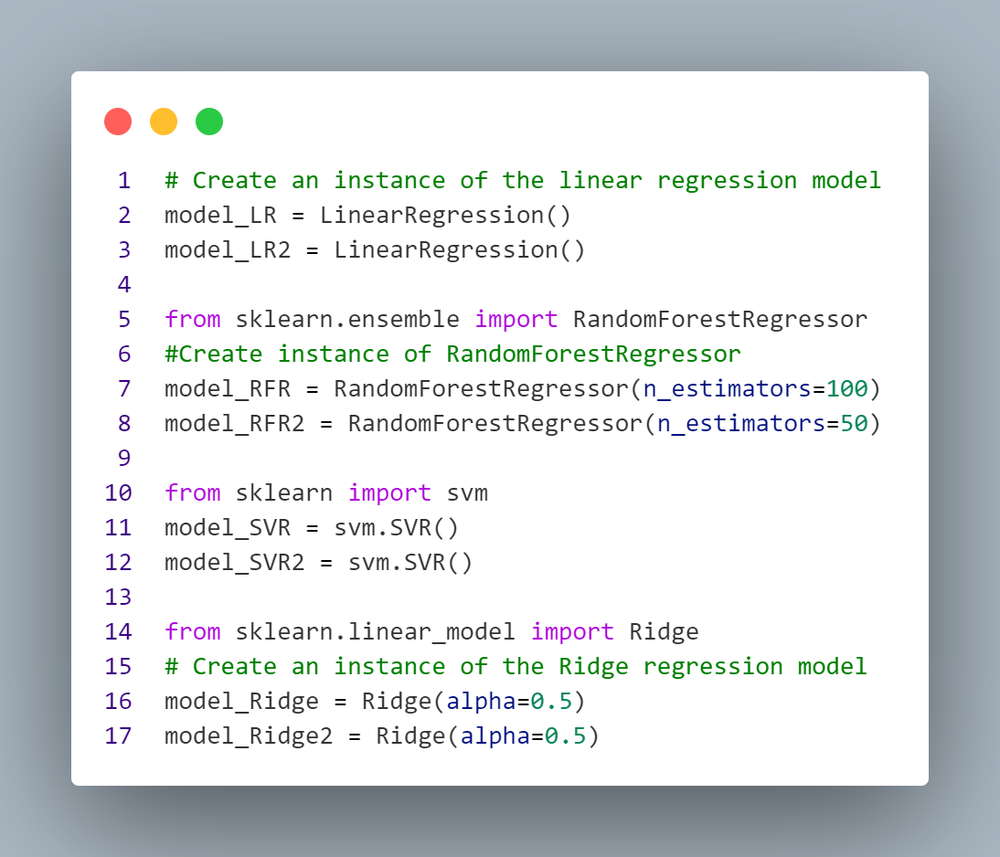 1 # Create an instance of the linear regression model
2 model_LR = LinearRegression()
3 model_LR2 = LinearRegression()
4
5 from sklearn.ensemble import RandomForestRegressor
6 #Create instance of RandomForestRegressor
7 model_RFR = RandomForestRegressor(n_estimators=100)
8 model_RFR2 = RandomForestRegressor(n_estimators=50)
9
10 from sklearn import svm
11 model_SVR = svm.SVR()
12 model_SVR2 = svm.SVR()
13
14 from sklearn.linear_model import Ridge
15 # Create an instance of the Ridge regression model
16 model_Ridge = Ridge(alpha=0.5)
17 model_Ridge2 = Ridge(alpha=0.5)